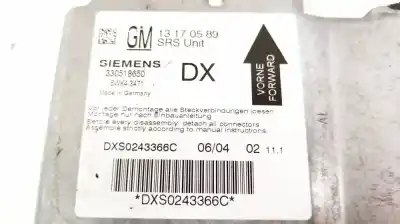 GM 13 17 05 89
SRS Unit
SIEMENS
DX
330518650
5WK4 3471
Made in Germany
VORNE
FORWARD
Vor jeder Demontage alle Steckverbindungen diesen
Montage nur nach Einbauanleitung
Before every disassembly, detach all connectors
Assemble strictly according to manual / instructions
DXS0243366C 06/04 02 11.1
*DXS0243366C*